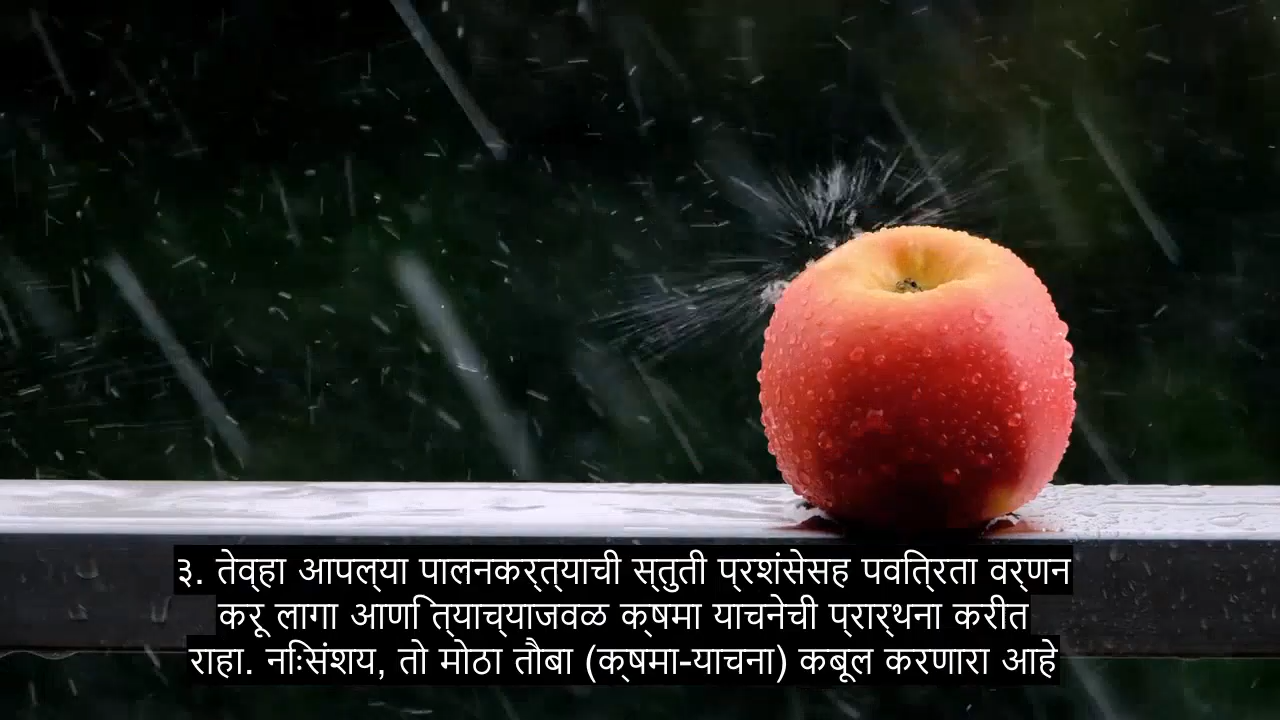 ३. तेव्हा आपल्या पालनकर्त्याची स्तुती प्रशंसेसह पवित्रता वर्णन
करू लागा आणि त्याच्याजवळ क्षमा याचनेची प्रार्थना करीत
राहा. निःसंशय, तो मोठा तौबा (क्षमा-याचना) कबूल करणारा आहे